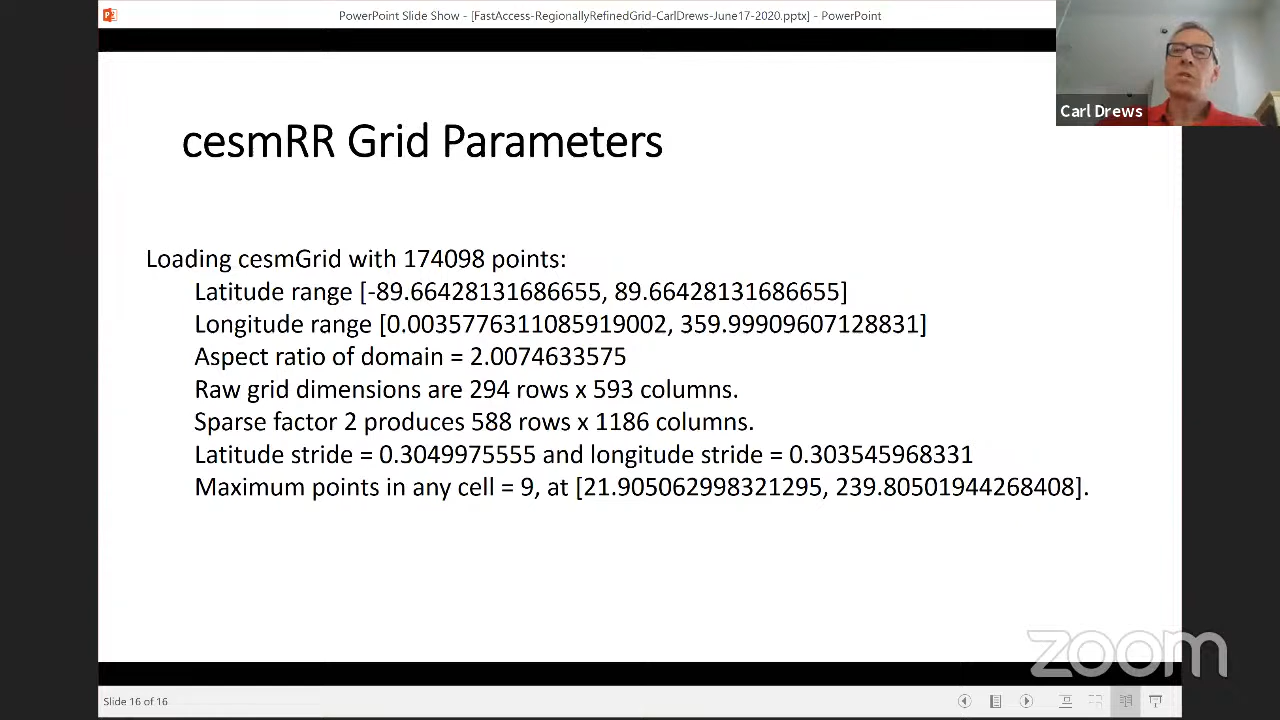 PowerPoint Slide Show - [FastAccess-RegionallyRefinedGrid-CarlDrews-June17-2020.pptx] - PowerPoint
Carl Drews
cesmRR Grid Parameters
Loading cesmGrid with 174098 points:
Latitude range [-89.66428131686655, 89.66428131686655]
Longitude range [0.0035776311085919002, 359.99909607128831]
Aspect ratio of domain = 2.0074633575
Raw grid dimensions are 294 rows x 593 columns.
Sparse factor 2 produces 588 rows x 1186 columns.
Latitude stride = 0.3049975555 and longitude stride = 0.303545968331
Maximum points in any cell = 9, at [21.905062998321295, 239.80501944268408].
zoom
Slide 16 of 16